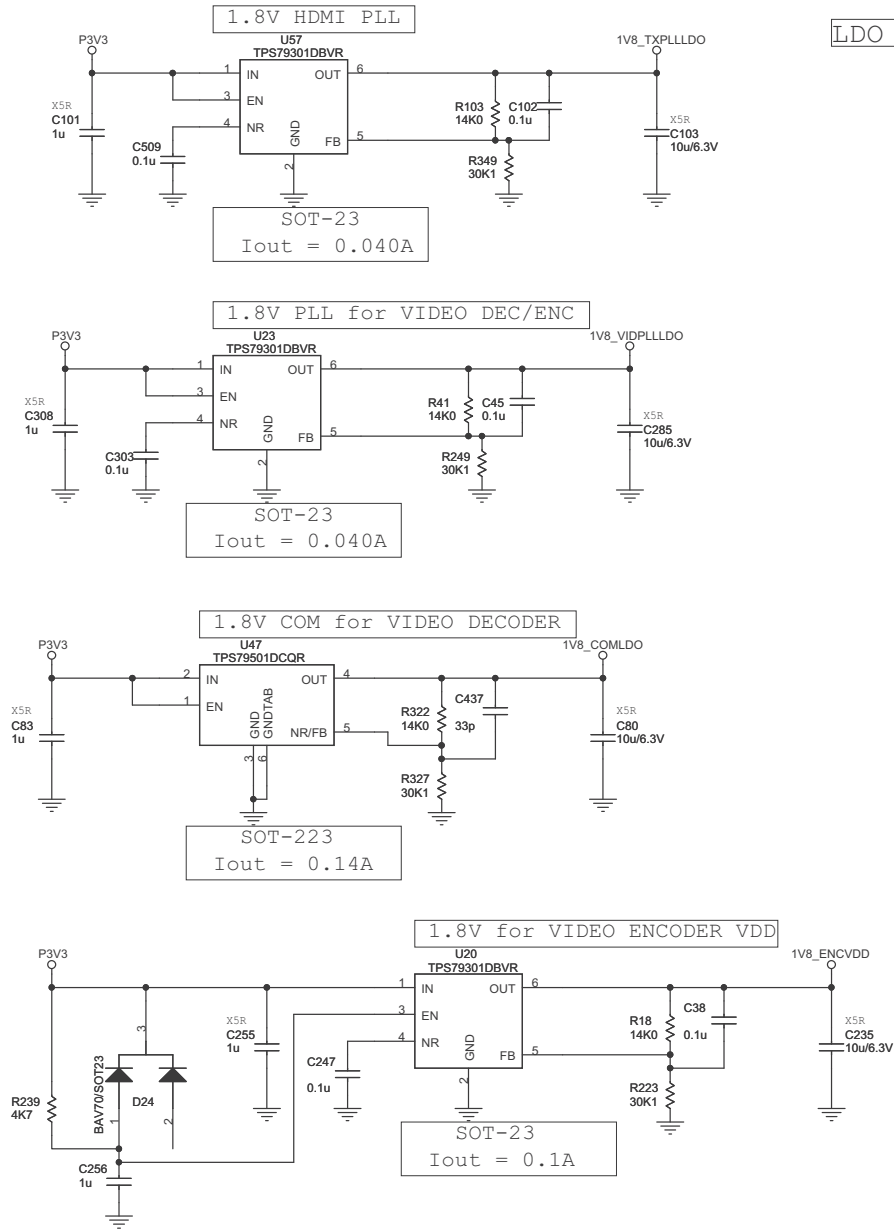 1.8V HDMI PLL
LDO
P3V3
U57
TPS79301DBVR
1V8_TXPLLLDO
1
IN
OUT
6
3
EN
X5R
C101
1u
4
NR
GND
FB
5
2
C509
0.1u
R103
14K0
C102
0.1u
R349
30K1
X5R
C103
10u/6.3V
SOT-23
Iout = 0.040A
1.8V PLL for VIDEO DEC/ENC
P3V3
U23
TPS79301DBVR
1V8_VIDPLLLDO
1
IN
OUT
6
3
EN
X5R
C308
1u
4
NR
GND
FB
5
2
C303
0.1u
R41
14K0
C45
0.1u
R249
30K1
X5R
C285
10u/6.3V
SOT-23
Iout = 0.040A
1.8V COM for VIDEO DECODER
P3V3
U47
TPS79501DCQR
1V8_COMLDO
2
IN
OUT
4
1
EN
X5R
C83
1u
GND
GNDTAB
NR/FB
5
3
6
R322
14K0
C437
33p
R327
30K1
X5R
C80
10u/6.3V
SOT-223
Iout = 0.14A
1.8V for VIDEO ENCODER VDD
P3V3
U20
TPS79301DBVR
1V8_ENCVDD
1
IN
OUT
6
3
EN
4
NR
GND
FB
5
2
X5R
C255
1u
C247
0.1u
R18
14K0
C38
0.1u
R223
30K1
X5R
C235
10u/6.3V
3
BAV70/SOT23
D24
1
2
R239
4K7
C256
1u
SOT-23
Iout = 0.1A